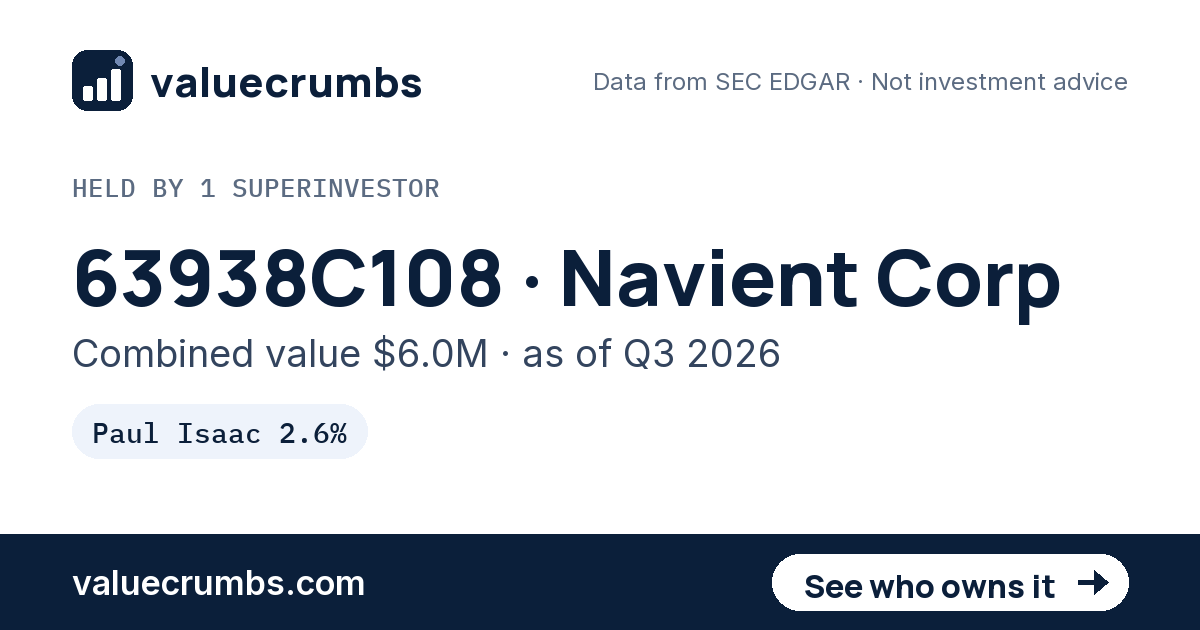 valuecrumbs
Data from SEC EDGAR · Not investment advice
HELD BY 1 SUPERINVESTOR
63938C108 · Navient Corp
Combined value $6.0M · as of Q3 2026
Paul Isaac 2.6%
valuecrumbs.com
See who owns it →